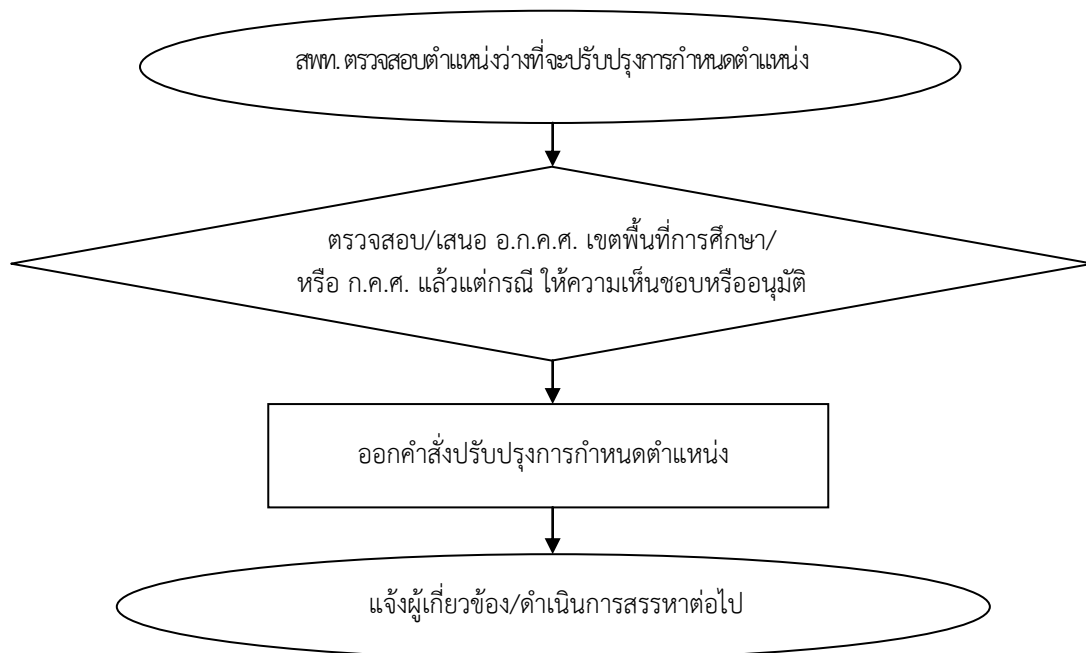 สพท. ตรวจสอบตำแหน่งว่างที่จะปรับปรุงการกำหนดตำแหน่ง
ตรวจสอบ/เสนอ อ.ก.ค.ศ. เขตพื้นที่การศึกษา/
หรือ ก.ค.ศ. แล้วแต่กรณี ให้ความเห็นชอบหรืออนุมัติ
ออกคำสั่งปรับปรุงการกำหนดตำแหน่ง
แจ้งผู้เกี่ยวข้อง/ดำเนินการสรรหาต่อไป